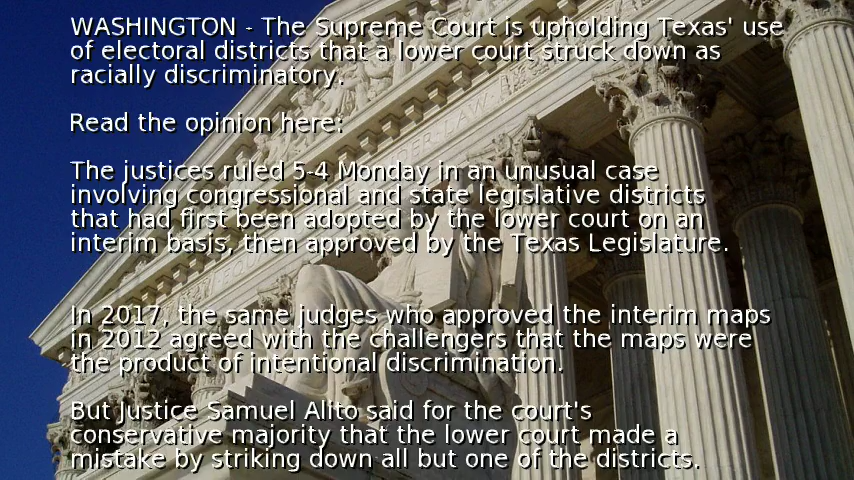 WASHINGTON - The Supreme Court is upholding Texas' use
of electoral districts that a lower court struck down as
racially discriminatory.
Read the opinion here:
The justices ruled 5-4 Monday in an unusual case
involving congressional and state legislative districts
that had first been adopted by the lower court on an
interim basis, then approved by the Texas Legislature.
In 2017, the same judges who approved the interim maps
in 2012 agreed with the challengers that the maps were
the product of intentional discrimination.
But Justice Samuel Alito said for the court's
conservative majority that the lower court made a
mistake by striking down all but one of the districts.